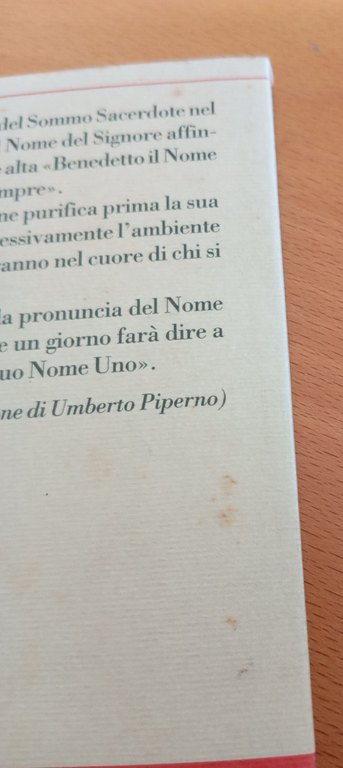 del Sommo Sacerdote nel
Nome del Signore affin-
alta «Benedetto il Nome
mpre».
ne purifica prima la sua
essivamente l'ambiente
ranno nel cuore di chi si
la pronuncia del Nome
e un giorno farà dire a
uo Nome Uno».
ne di Umberto Piperno)